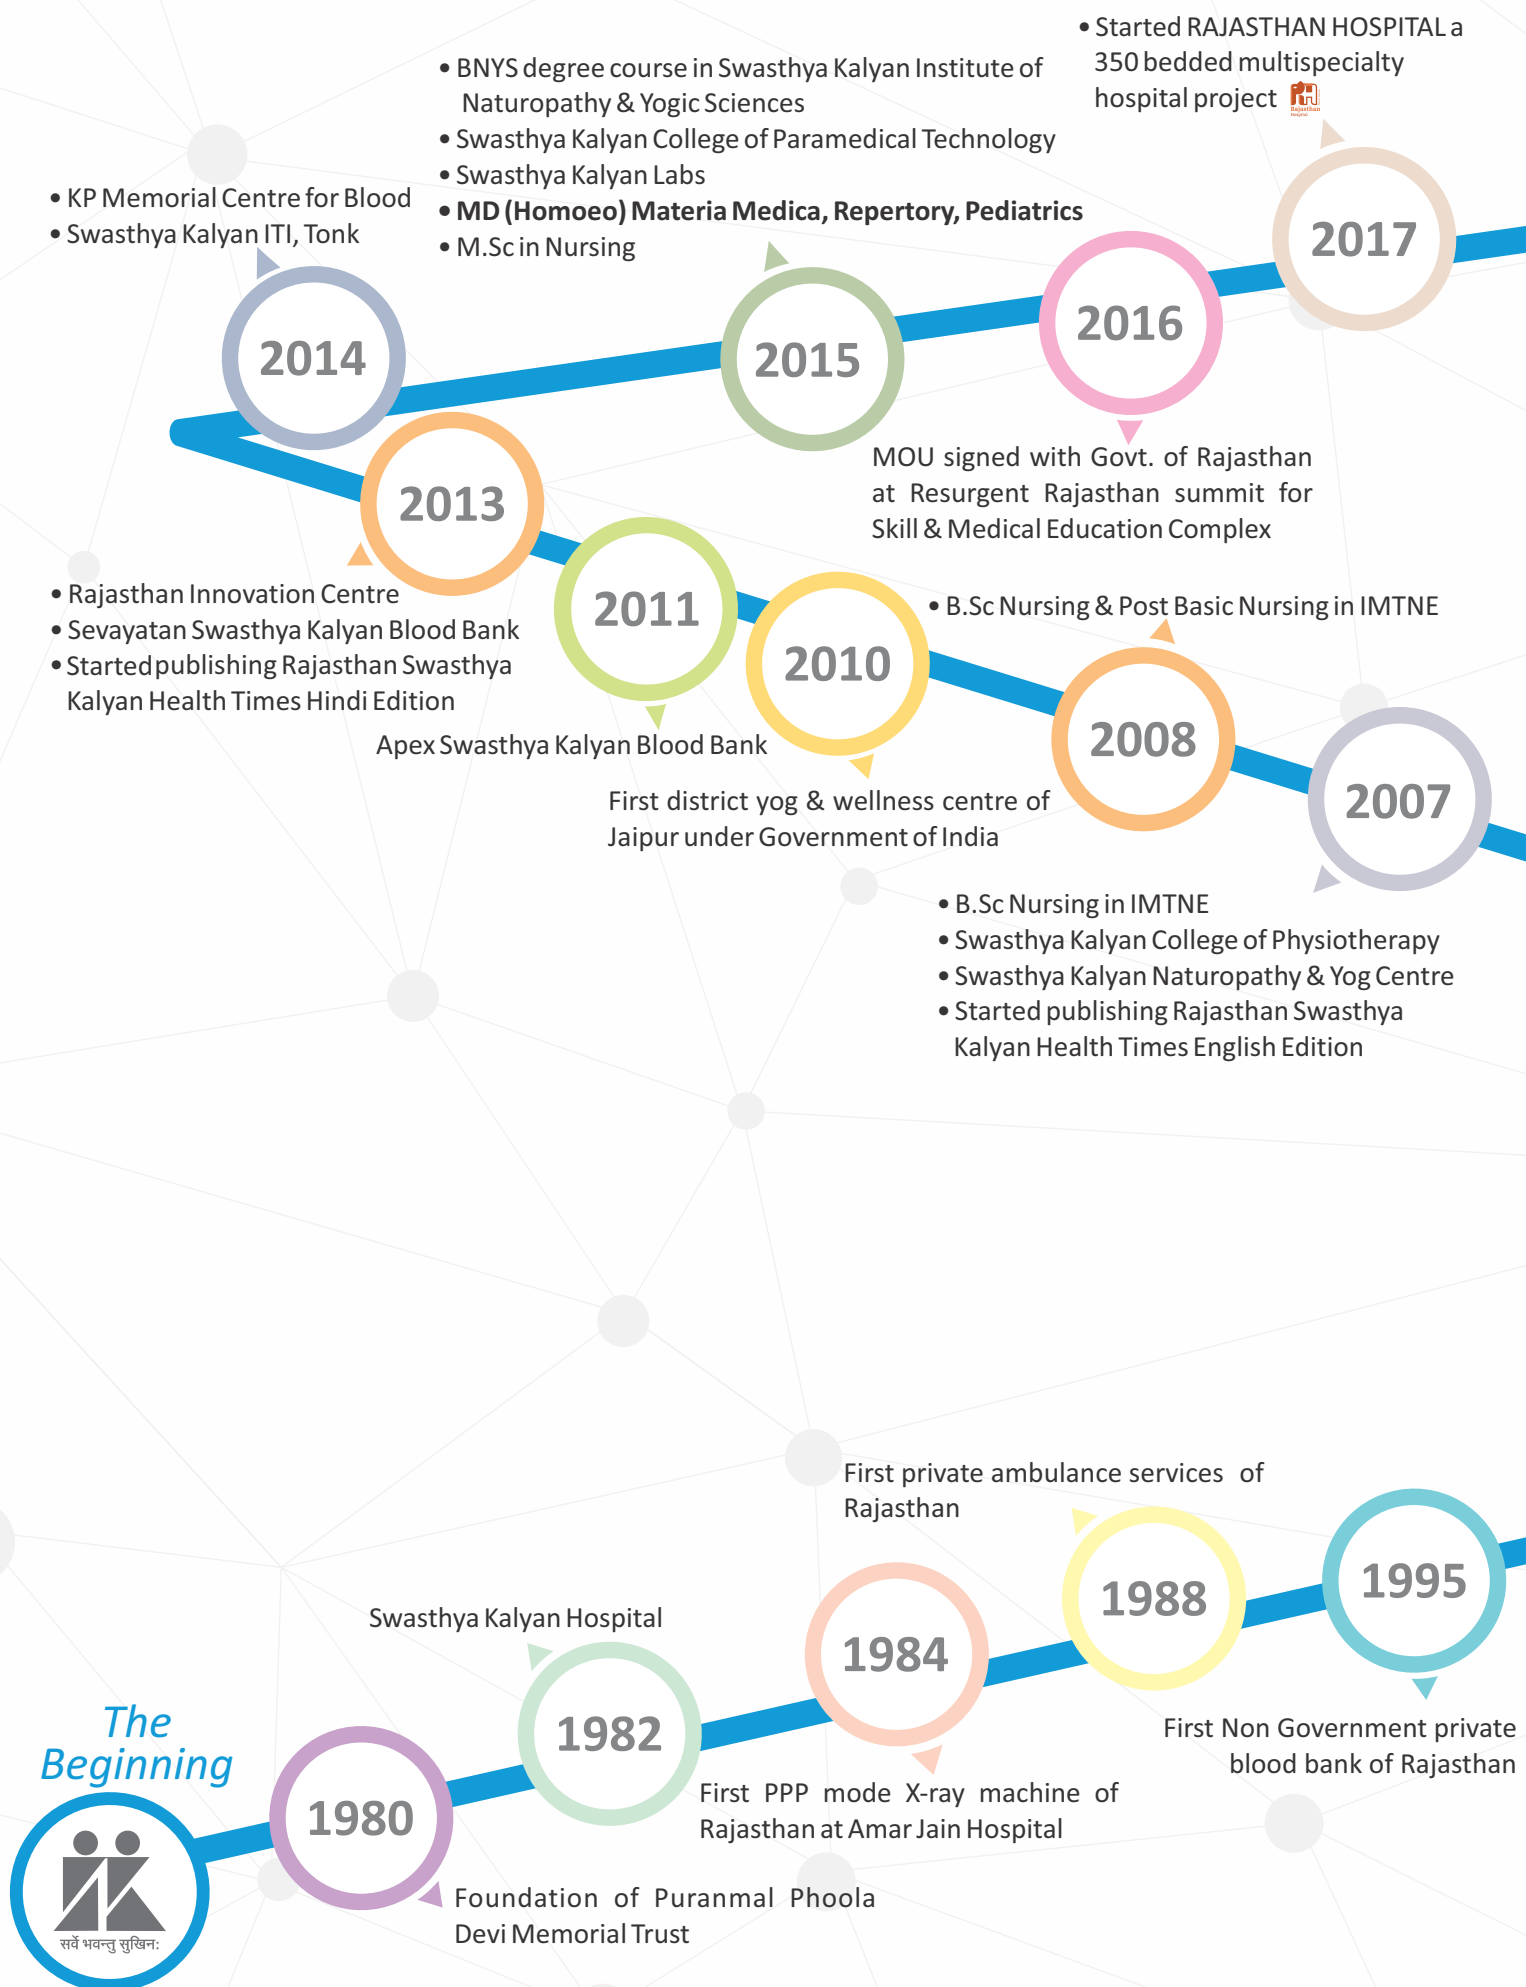 • Started RAJASTHAN HOSPITAL a
350 bedded multispecialty
hospital project
Rajasthan
Hospital
• BNYS degree course in Swasthya Kalyan Institute of
Naturopathy & Yogic Sciences
• Swasthya Kalyan College of Paramedical Technology
• Swasthya Kalyan Labs
• MD (Homoeo) Materia Medica, Repertory, Pediatrics
• M.Sc in Nursing
• KP Memorial Centre for Blood
• Swasthya Kalyan ITI, Tonk
2017
2016
2015
2014
MOU signed with Govt. of Rajasthan
at Resurgent Rajasthan summit for
Skill & Medical Education Complex
2013
• Rajasthan Innovation Centre
• Sevayatan Swasthya Kalyan Blood Bank
• Started publishing Rajasthan Swasthya
Kalyan Health Times Hindi Edition
2011
Apex Swasthya Kalyan Blood Bank
2010
First district yog & wellness centre of
Jaipur under Government of India
• B.Sc Nursing & Post Basic Nursing in IMTNE
2008
2007
• B.Sc Nursing in IMTNE
• Swasthya Kalyan College of Physiotherapy
• Swasthya Kalyan Naturopathy & Yog Centre
• Started publishing Rajasthan Swasthya
Kalyan Health Times English Edition
First private ambulance services of
Rajasthan
1995
1988
First Non Government private
blood bank of Rajasthan
1984
First PPP mode X-ray machine of
Rajasthan at Amar Jain Hospital
Swasthya Kalyan Hospital
1982
The
Beginning
1980
Foundation of Puranmal Phoola
Devi Memorial Trust
सर्वे भवन्तु सुखिन: